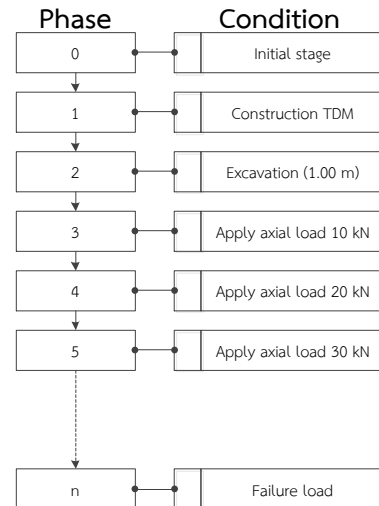 Phase Condition
0 Initial stage
1 Construction TDM
2 Excavation (1.00 m)
3 Apply axial load 10 kN
4 Apply axial load 20 kN
5 Apply axial load 30 kN
n Failure load